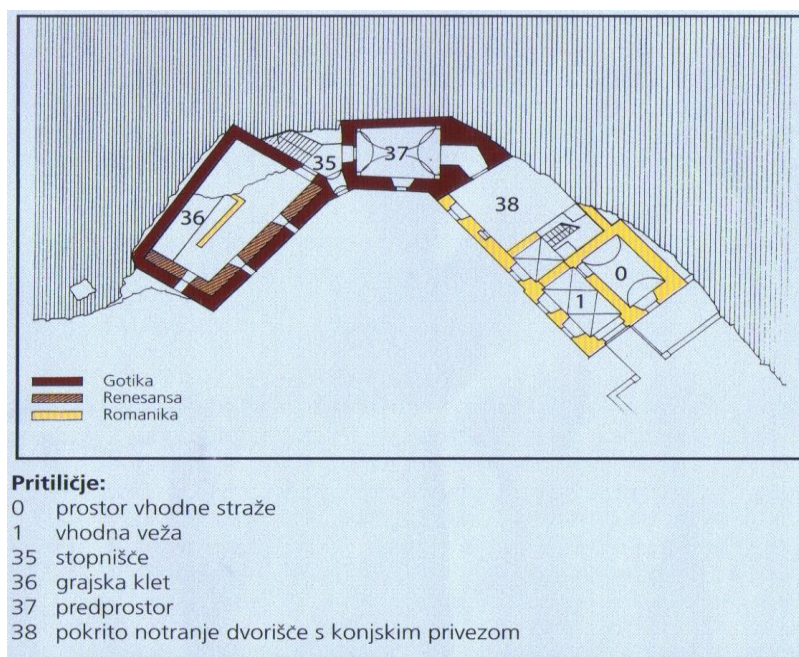 35
37
36
38
0
1
Gotika
Renesansa
Romanika
Pritiličje:
0 prostor vhodne straže
1 vhodna veža
35 stopnišče
36 grajska klet
37 predprostor
38 pokrito notranje dvorišče s konjskim privezom